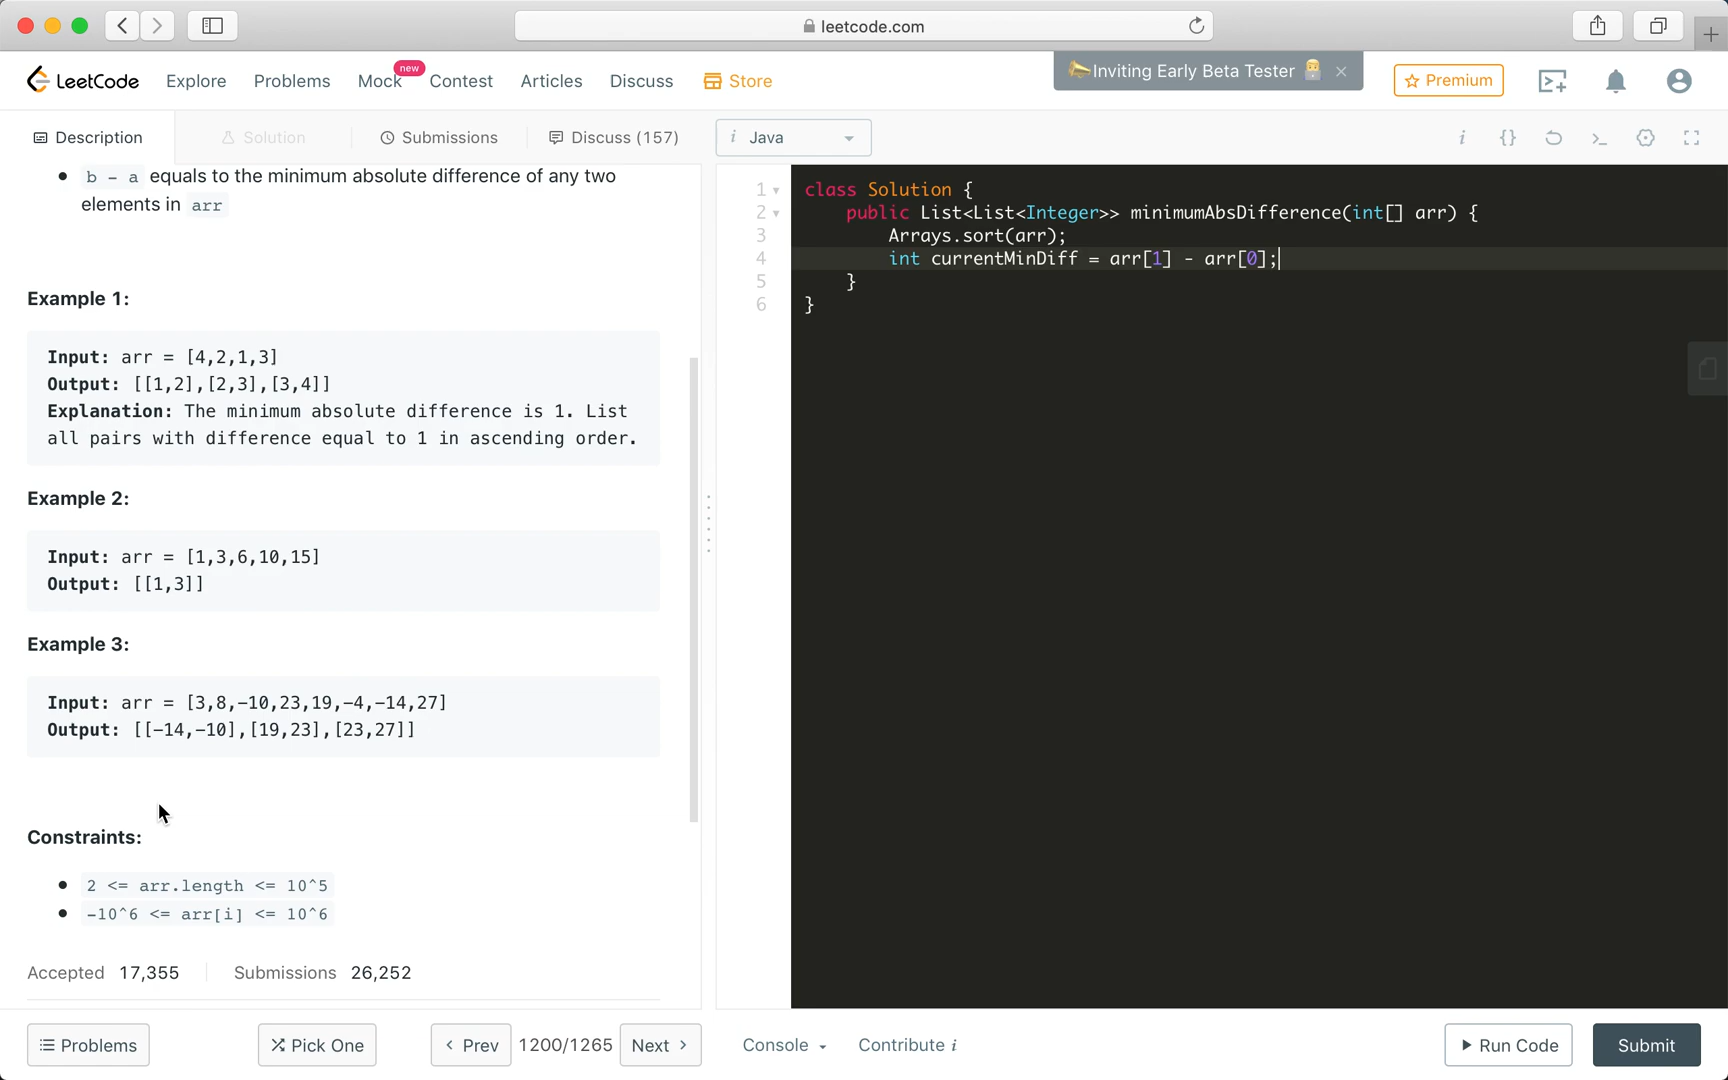 leetcode.com
LeetCode Explore Problems Mock new Contest Articles Discuss Store Inviting Early Beta Tester Premium
Description Solution Submissions Discuss (157)
b - a equals to the minimum absolute difference of any two
elements in arr
Example 1:
Input: arr = [4,2,1,3]
Output: [[1,2],[2,3],[3,4]]
Explanation: The minimum absolute difference is 1. List
all pairs with difference equal to 1 in ascending order.
Example 2:
Input: arr = [1,3,6,10,15]
Output: [[1,3]]
Example 3:
Input: arr = [3,8,-10,23,19,-4,-14,27]
Output: [[-14,-10],[19,23],[23,27]]
Constraints:
2 <= arr.length <= 10^5
-10^6 <= arr[i] <= 10^6
Accepted 17,355 Submissions 26,252
Problems Pick One Prev 1200/1265 Next
i Java
1 class Solution {
2 public List<List<Integer>> minimumAbsDifference(int[] arr) {
3 Arrays.sort(arr);
4 int currentMinDiff = arr[1] - arr[0];
5 }
6 }
Console Contribute i Run Code Submit